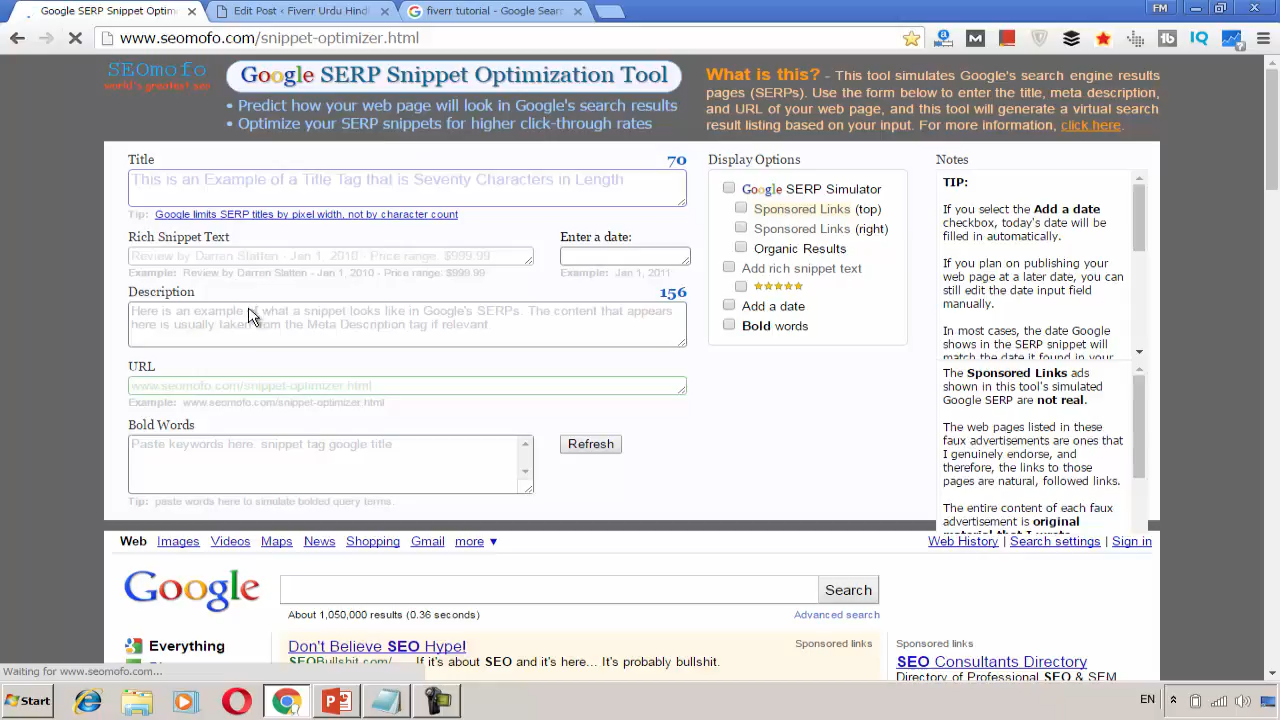 Google SERP Snippet Optim
Edit Post ‹ Fiverr Urdu Hindi
fiverr tutorial - Google Sear
FM
www.seomofo.com/snippet-optimizer.html
SEOmofo
world's greatest seo
Google SERP Snippet Optimization Tool
• Predict how your web page will look in Google's search results
• Optimize your SERP snippets for higher click-through rates
What is this? - This tool simulates Google's search engine results
pages (SERPs). Use the form below to enter the title, meta description,
and URL of your web page, and this tool will generate a virtual search
result listing based on your input. For more information, click here.
Title
70
This is an Example of a Title Tag that is Seventy Characters in Length
Tip: Google limits SERP titles by pixel width, not by character count
Rich Snippet Text
Enter a date:
Review by Darren Slatten - Jan 1, 2010 - Price range: $999.99
Example: Review by Darren Slatten - Jan 1, 2010 - Price range: $999.99
Example: Jan 1, 2011
Description
156
Here is an example of what a snippet looks like in Google's SERPs. The content that appears
here is usually taken from the Meta Description tag if relevant
URL
www.seomofo.com/snippet-optimizer.html
Example: www.seomofo.com/snippet-optimizer.html
Bold Words
Paste keywords here. snippet tag google title
Refresh
Tip: paste words here to simulate bolded query terms.
Display Options
Google SERP Simulator
Sponsored Links (top)
Sponsored Links (right)
Organic Results
Add rich snippet text
Add a date
Bold words
Notes
TIP:
If you select the Add a date
checkbox, today's date will be
filled in automatically.
If you plan on publishing your
web page at a later date, you can
still edit the date input field
manually.
In most cases, the date Google
shows in the SERP snippet will
match the date it found in your
The Sponsored Links ads
shown in this tool's simulated
Google SERP are not real.
The web pages listed in these
faux advertisements are ones that
I genuinely endorse, and
therefore, the links to those
pages are natural, followed links.
The entire content of each faux
advertisement is original
material that I wrote
Web Images Videos Maps News Shopping Gmail more ▼
Web History | Search settings | Sign in
Google
Search
About 1,050,000 results (0.36 seconds)
Advanced search
Everything
Don't Believe SEO Hype!
Sponsored links
SEOBullshit.com/ If it's about SEO and it's here... It's probably bullshit.
Sponsored links
SEO Consultants Directory
Directory of Professional SEO & SEM
Waiting for www.seomofo.com...
Start
EN